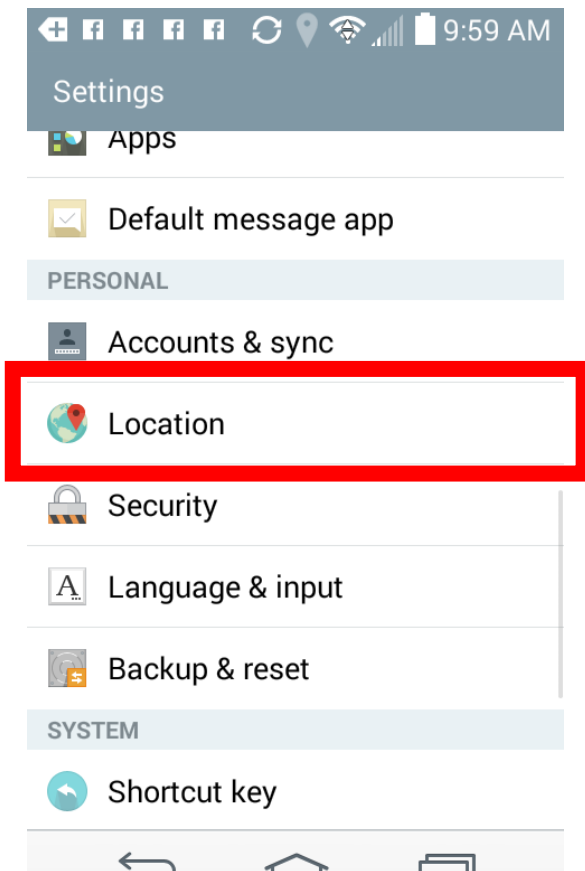 9:59 AM
Settings
Apps
Default message app
PERSONAL
Accounts & sync
Location
Security
Language & input
Backup & reset
SYSTEM
Shortcut key